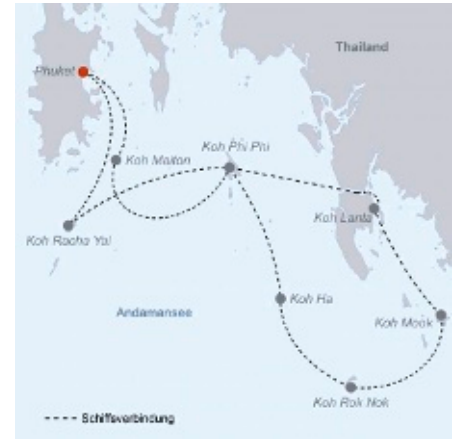 Thailand
Phuket
Koh Phi Phi
Koh Maiton
Koh Lanta
Koh Racha Yai
Koh Ha
Andamansee
Koh Mook
Koh Rok Nok
Schiffsverbindung